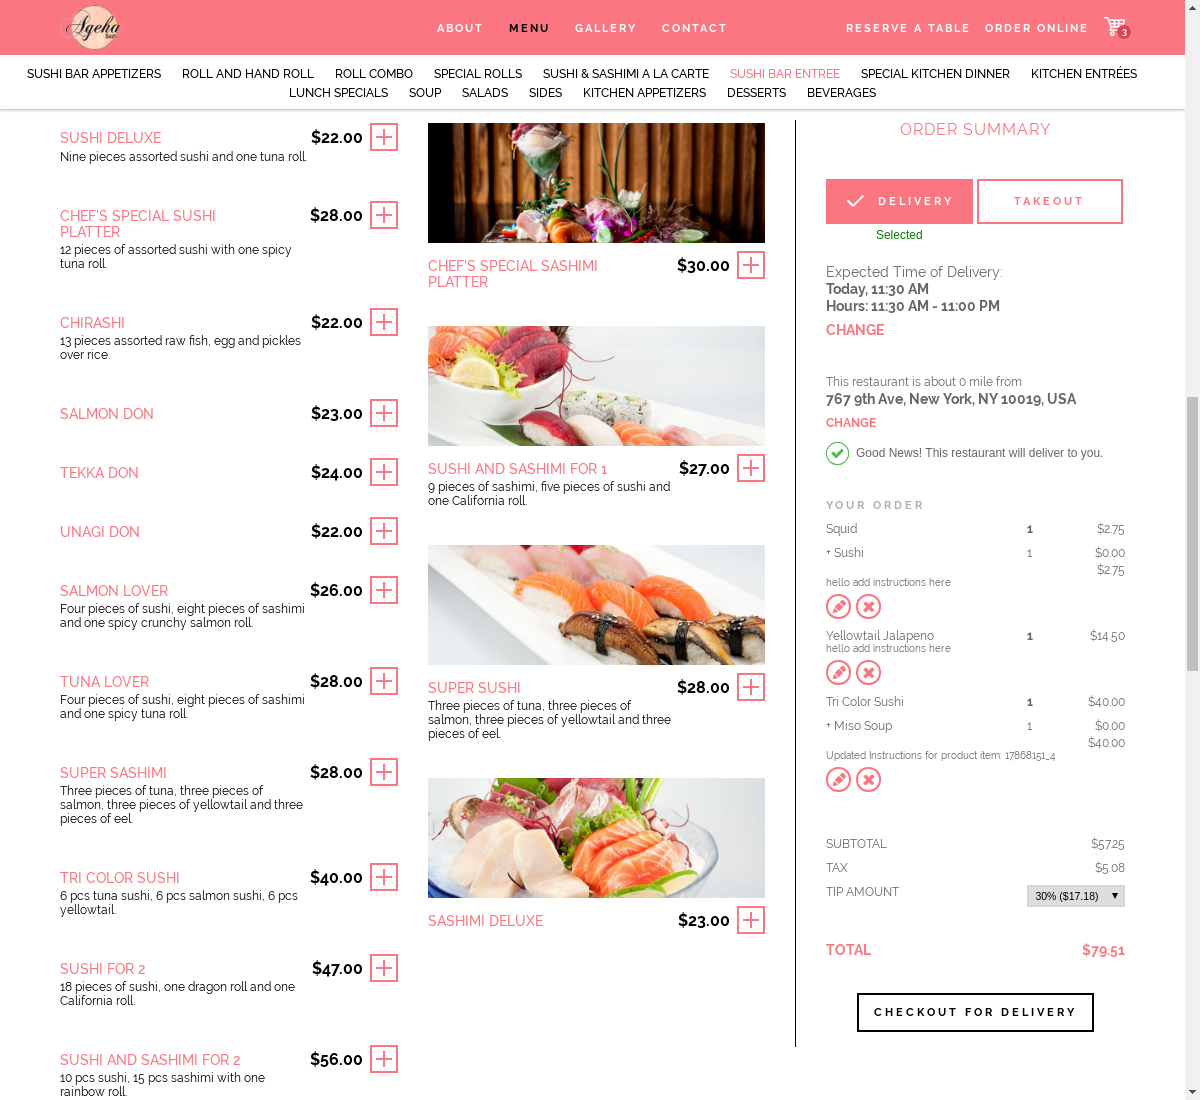 Ageha
Sushi
ABOUT
MENU
GALLERY
CONTACT
RESERVE A TABLE
ORDER ONLINE
3
SUSHI BAR APPETIZERS
ROLL AND HAND ROLL
ROLL COMBO
SPECIAL ROLLS
SUSHI & SASHIMI A LA CARTE
SUSHI BAR ENTREE
SPECIAL KITCHEN DINNER
KITCHEN ENTRÉES
LUNCH SPECIALS
SOUP
SALADS
SIDES
KITCHEN APPETIZERS
DESSERTS
BEVERAGES
SUSHI DELUXE $22.00
Nine pieces assorted sushi and one tuna roll.
CHEF'S SPECIAL SUSHI $28.00
PLATTER
12 pieces of assorted sushi with one spicy
tuna roll.
CHIRASHI $22.00
13 pieces assorted raw fish, egg and pickles
over rice.
SALMON DON $23.00
TEKKA DON $24.00
UNAGI DON $22.00
SALMON LOVER $26.00
Four pieces of sushi, eight pieces of sashimi
and one spicy crunchy salmon roll.
TUNA LOVER $28.00
Four pieces of sushi, eight pieces of sashimi
and one spicy tuna roll.
SUPER SASHIMI $28.00
Three pieces of tuna, three pieces of
salmon, three pieces of yellowtail and three
pieces of eel.
TRI COLOR SUSHI $40.00
6 pcs tuna sushi, 6 pcs salmon sushi, 6 pcs
yellowtail.
SUSHI FOR 2 $47.00
18 pieces of sushi, one dragon roll and one
California roll.
SUSHI AND SASHIMI FOR 2 $56.00
10 pcs sushi, 15 pcs sashimi with one
rainbow roll.
CHEF'S SPECIAL SASHIMI $30.00
PLATTER
SUSHI AND SASHIMI FOR 1 $27.00
9 pieces of sashimi, five pieces of sushi and
one California roll.
SUPER SUSHI $28.00
Three pieces of tuna, three pieces of
salmon, three pieces of yellowtail and three
pieces of eel.
SASHIMI DELUXE $23.00
ORDER SUMMARY
DELIVERY
TAKEOUT
Selected
Expected Time of Delivery:
Today, 11:30 AM
Hours: 11:30 AM - 11:00 PM
CHANGE
This restaurant is about 0 mile from
767 9th Ave, New York, NY 10019, USA
CHANGE
Good News! This restaurant will deliver to you.
YOUR ORDER
Squid 1 $2.75
+ Sushi 1 $0.00
$2.75
hello add instructions here
Yellowtail Jalapeno 1 $14.50
hello add instructions here
Tri Color Sushi 1 $40.00
+ Miso Soup 1 $0.00
$40.00
Updated Instructions for product item: 17868151_4
SUBTOTAL $57.25
TAX $5.08
TIP AMOUNT 30% ($17.18)
TOTAL $79.51
CHECKOUT FOR DELIVERY